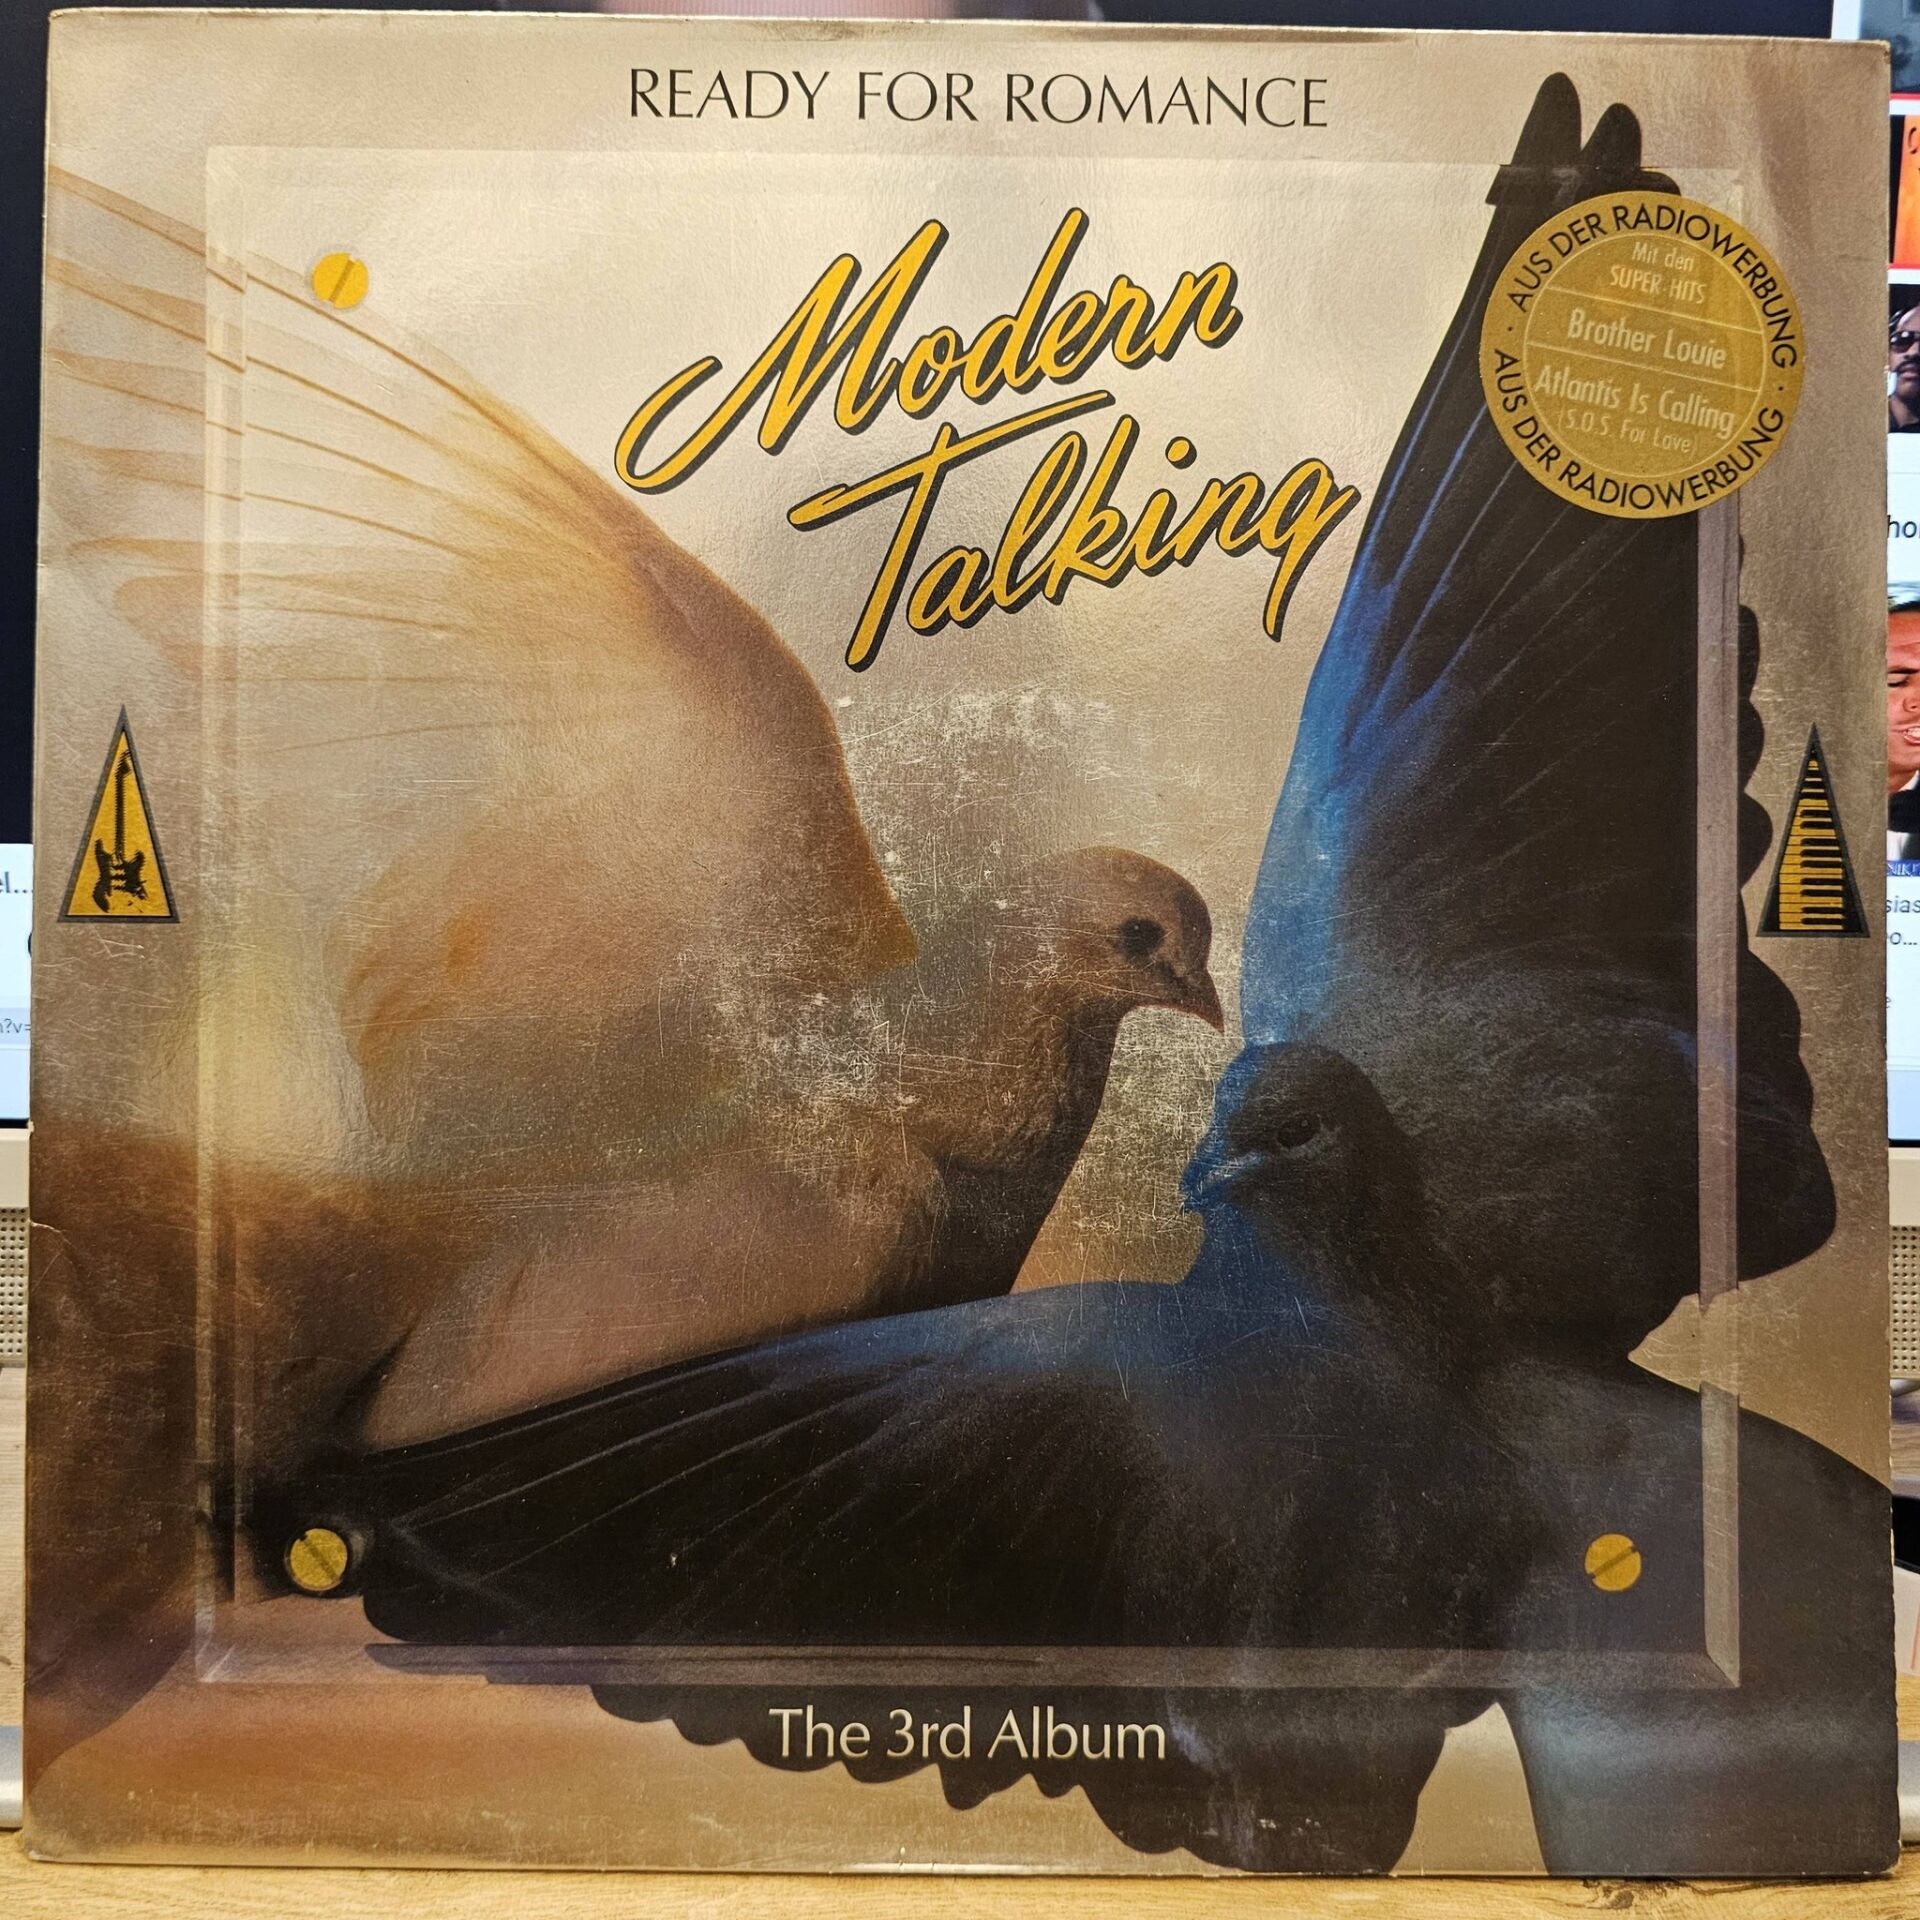 READY FOR ROMANCE
Modern
Talking
· AUS DER RADIOWERBUNG ·
Mit den
SUPER-HITS
Brother Louie
Atlantis Is Calling
(S.O.S. For Love)
AUS DER RADIOWERBUNG
The 3rd Album